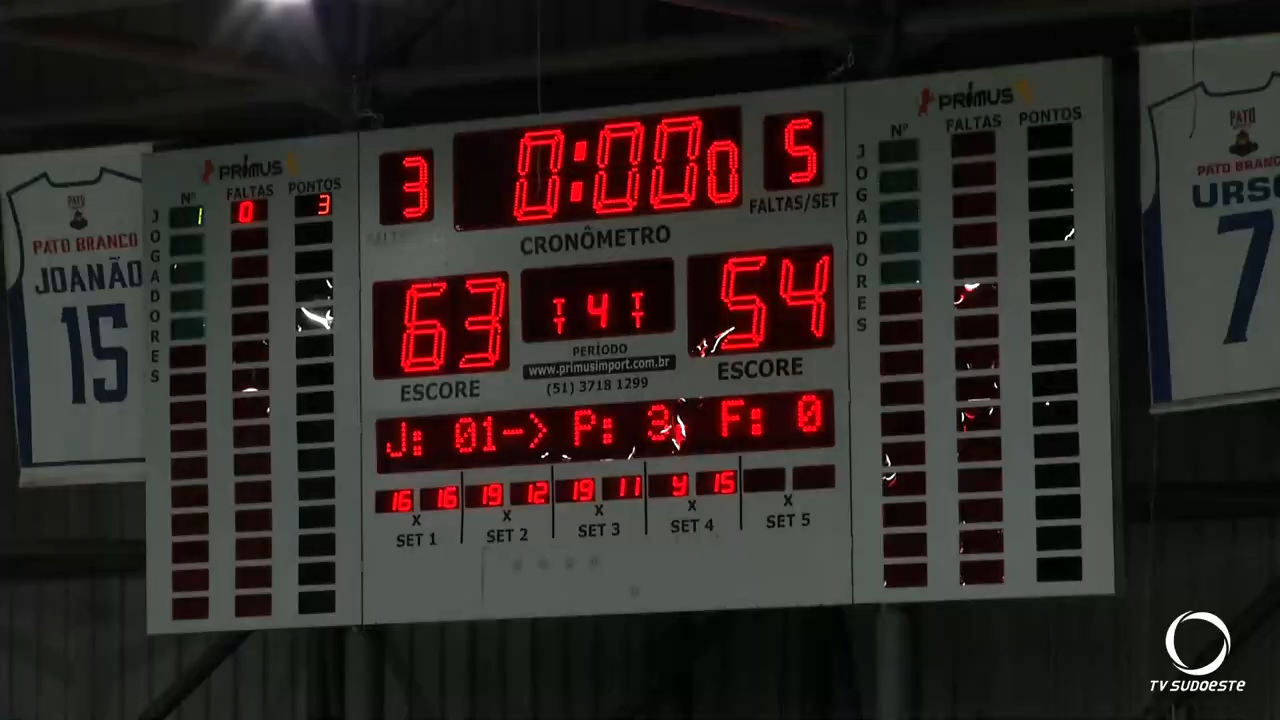 PATO
PATO BRANCO
JOANÃO
15
PRIMUS
Nº FALTAS PONTOS
1 0 3
JOGADORES
3 0:000 5
FALTAS/SET
CRONÔMETRO
63 T 4 T 54
T T
PERÍODO
ESCORE www.primusimport.com.br ESCORE
(51) 3718 1299
J: 01-> P: 3 F: 0
16 16 19 12 19 11 9 15
X X X X X
SET 1 SET 2 SET 3 SET 4 SET 5
PRIMUS
Nº FALTAS PONTOS
JOGADORES
PATO
PATO BRAN
URS
7
TV SUDOESTE